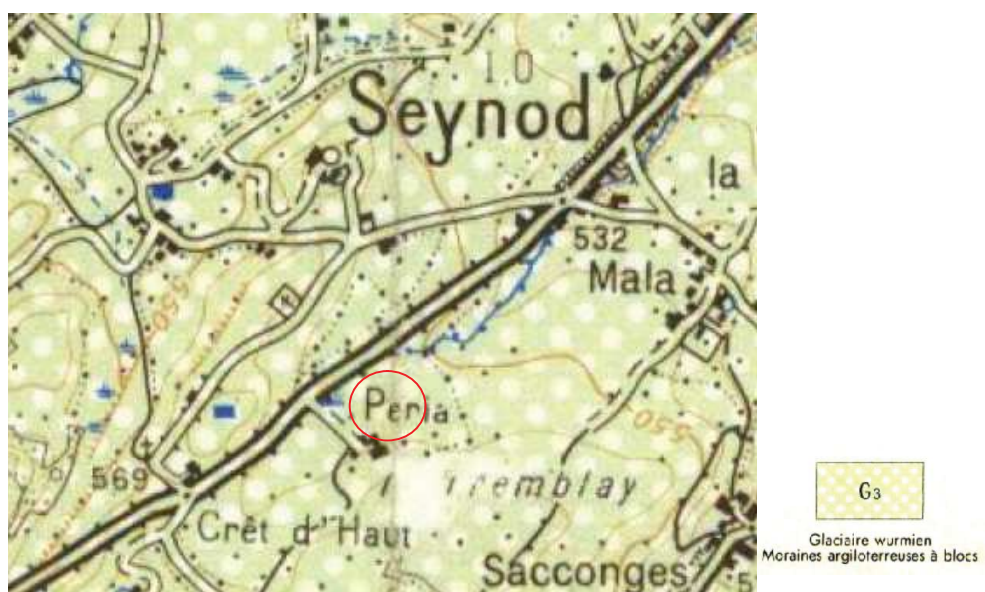 1.0
Seynod
la
532
Mala
550
Peria
550
569
Tremblay
Crêt d'Haut
Sacconges
G3
Glaciaire wurmien
Moraines argiloterreuses à blocs